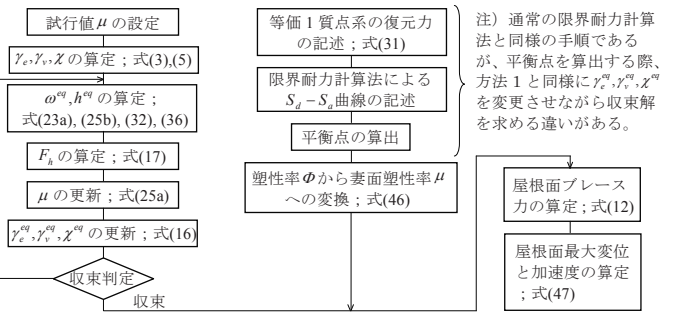 試行値μの設定
γe,γv,χの算定；式(3),(5)
ω^eq,h^eqの算定；
式(23a), (25b), (32), (36)
Fhの算定；式(17)
μの更新；式(25a)
γe^eq,γv^eq,χ^eqの更新；式(16)
収束判定
収束
等価1質点系の復元力
の記述；式(31)
限界耐力計算法による
Sd－Sa曲線の記述
平衡点の算出
塑性率Φから妻面塑性率μ
への変換；式(46)
注）通常の限界耐力計算
法と同様の手順である
が、平衡点を算出する際、
方法1と同様にγe^eq,γv^eq,χ^eq
を変更させながら収束解
を求める違いがある。
屋根面ブレース
力の算定；式(12)
屋根面最大変位
と加速度の算定
；式(47)